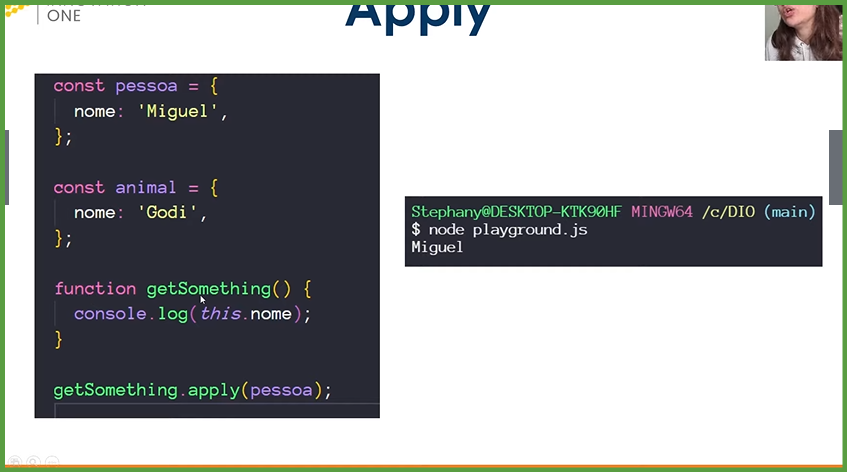 ONE
Apply
const pessoa = {
nome: 'Miguel',
};
const animal = {
nome: 'Godi',
};
function getSomething() {
console.log(this.nome);
}
getSomething.apply(pessoa);
Stephany@DESKTOP-KTK90HF MINGW64 /c/DIO (main)
$ node playground.js
Miguel